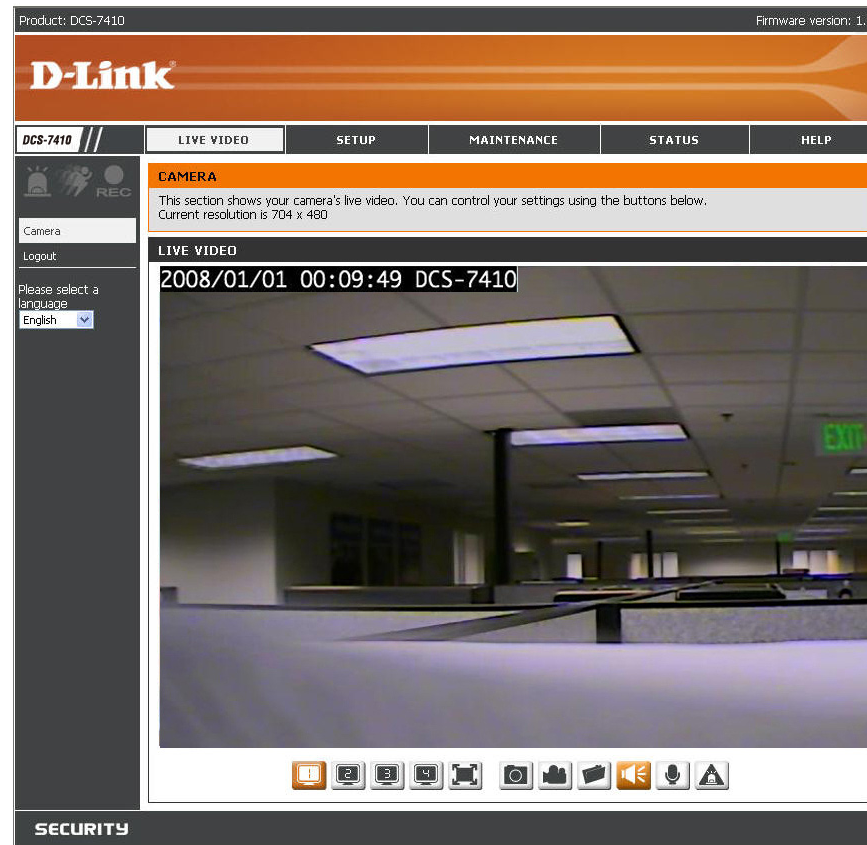 Product: DCS-7410
Firmware version: 1.
D-Link®
DCS-7410
LIVE VIDEO
SETUP
MAINTENANCE
STATUS
HELP
REC
Camera
Logout
Please select a
language
English
CAMERA
This section shows your camera's live video. You can control your settings using the buttons below.
Current resolution is 704 x 480
LIVE VIDEO
2008/01/01 00:09:49 DCS-7410
EXIT
1
2
3
4
SECURITY